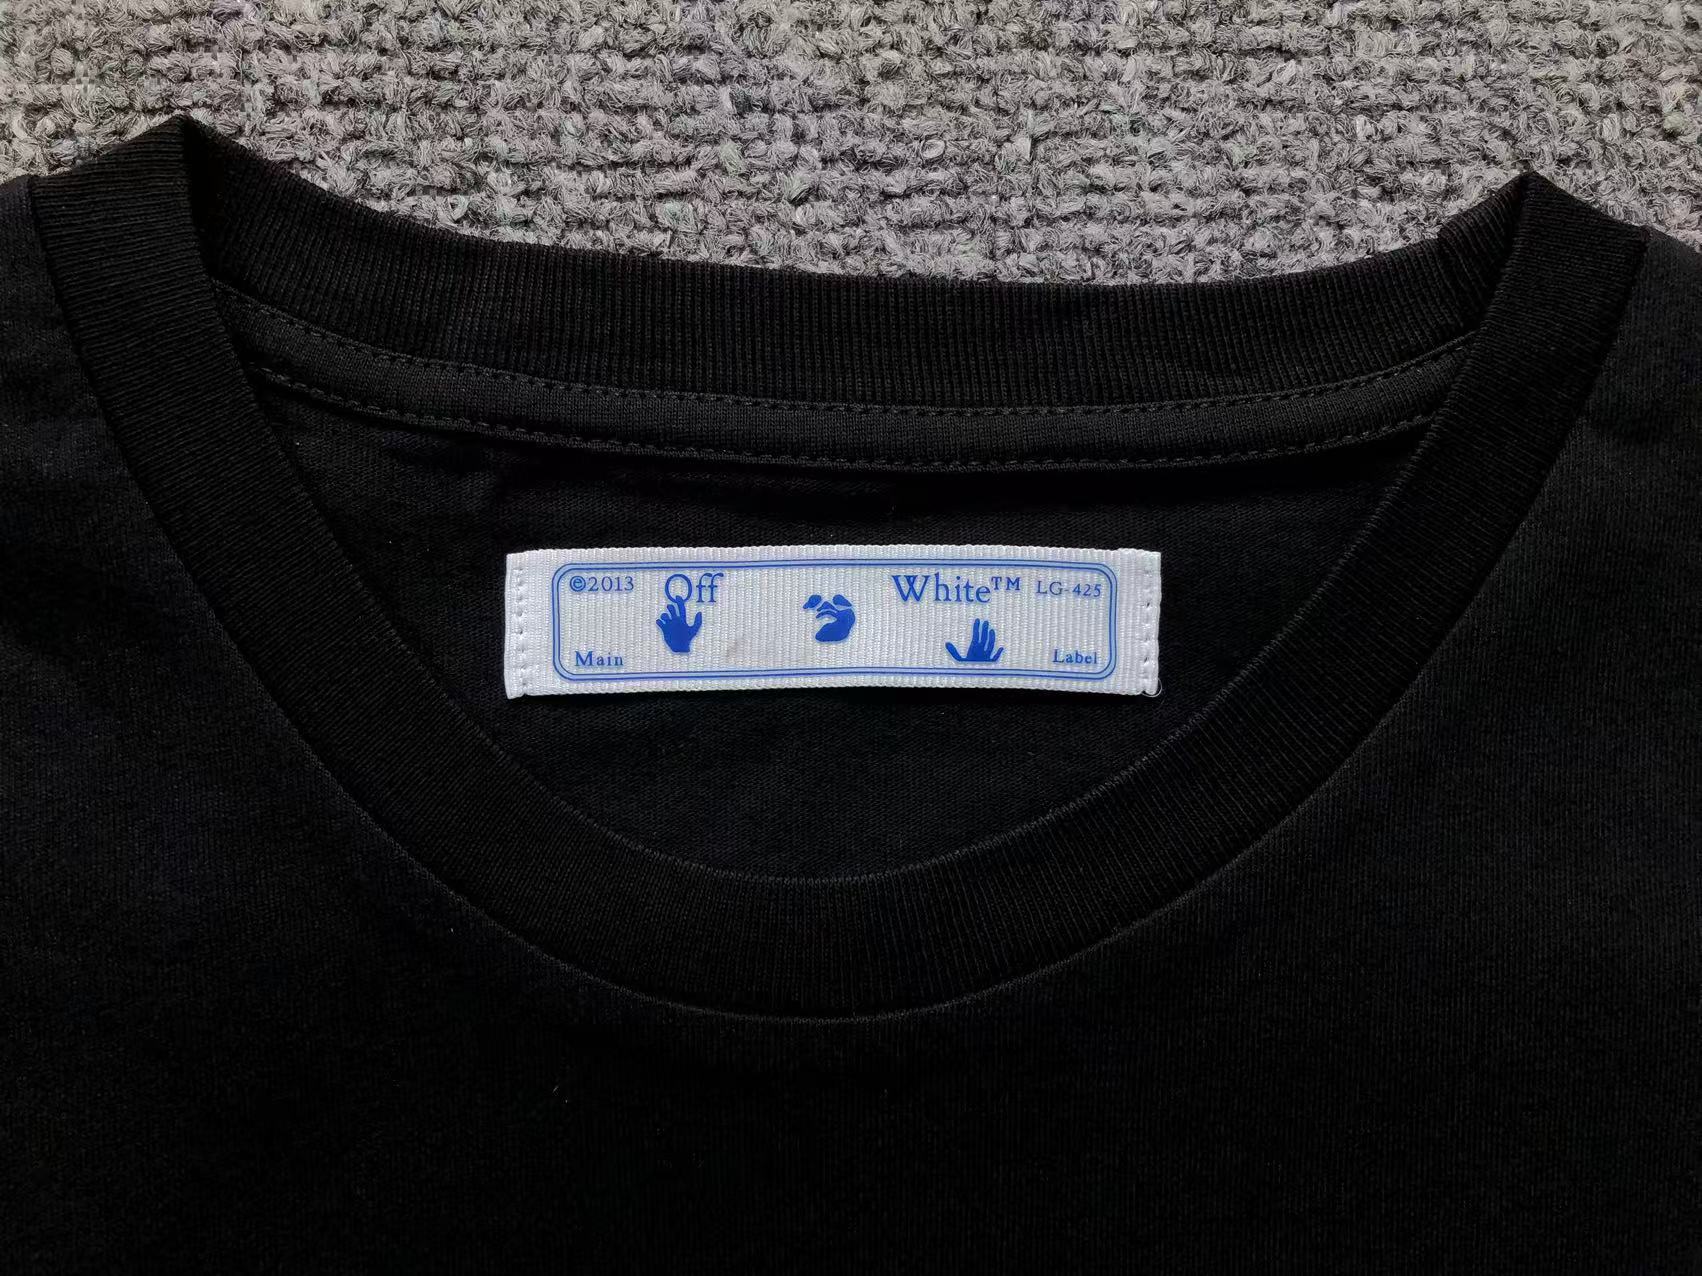 ©2013 Off White™ LG-425
Main Label